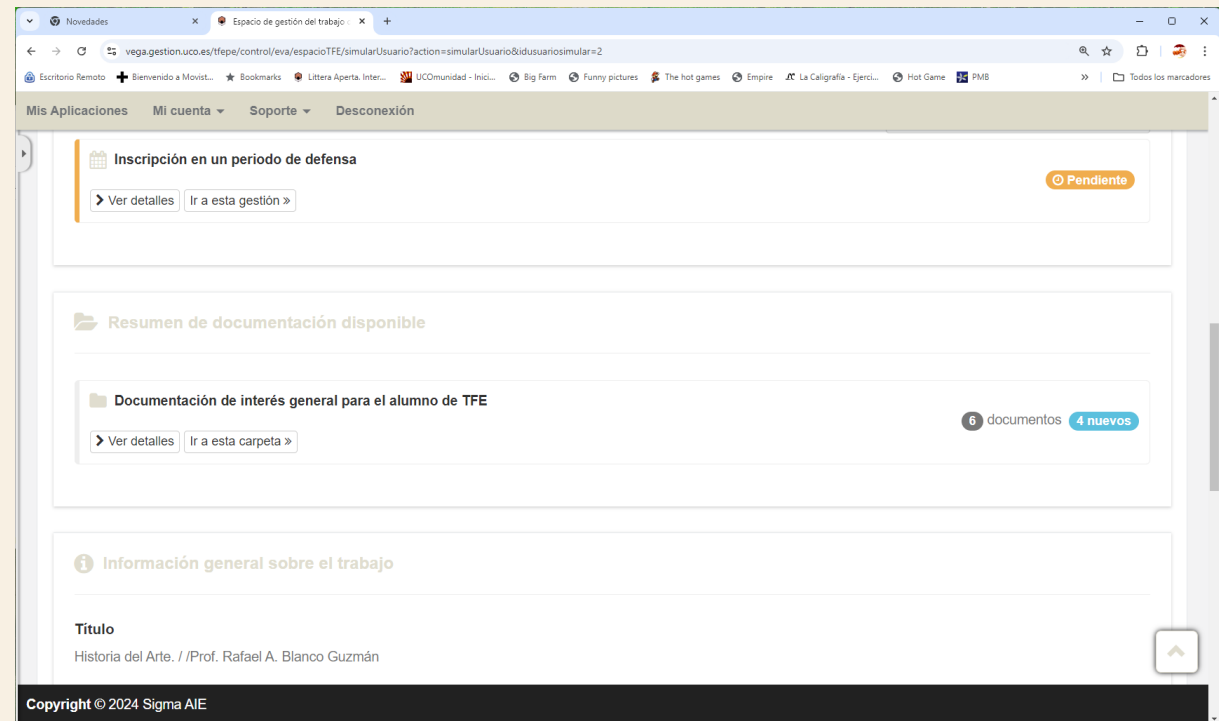 Novedades
Espacio de gestión del trabajo
vega.gestion.uco.es/tfepe/control/eva/espacioTFE/simularUsuario?action=simularUsuario&idusuariosimular=2
Escritorio Remoto Bienvenido a Movist... Bookmarks Littera Aperta. Inter... UCOmunidad - Inici... Big Farm Funny pictures The hot games Empire La Caligrafía - Ejerci... Hot Game PMB » Todos los marcadores
Mis Aplicaciones Mi cuenta Soporte Desconexión
Inscripción en un periodo de defensa
Pendiente
Ver detalles Ir a esta gestión »
Resumen de documentación disponible
Documentación de interés general para el alumno de TFE
6 documentos 4 nuevos
Ver detalles Ir a esta carpeta »
Información general sobre el trabajo
Título
Historia del Arte. / /Prof. Rafael A. Blanco Guzmán
Copyright © 2024 Sigma AIE